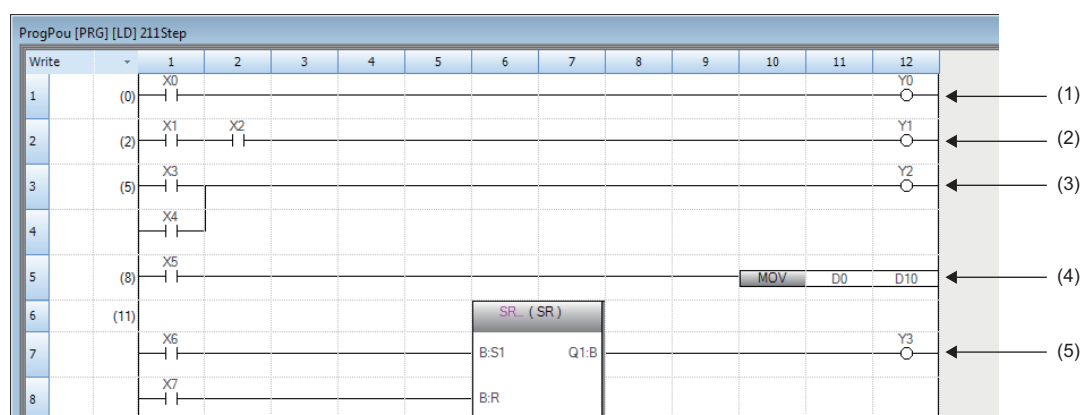 ProgPou [PRG] [LD] 211Step
Write 1 2 3 4 5 6 7 8 9 10 11 12
X0 Y0
1 (0) (1)
X1 X2 Y1
2 (2) (2)
X3 Y2
3 (5) (3)
X4
4
X5
5 (8) MOV D0 D10 (4)
6 (11) SR_ ( SR )
X6 Y3
7 B:S1 Q1:B (5)
X7
8 B:R